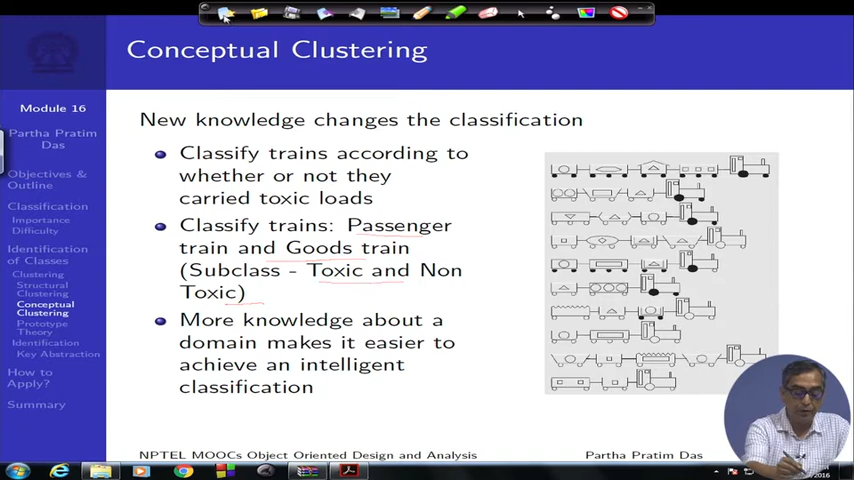 Conceptual Clustering
Module 16
Partha Pratim
Das
Objectives &
Outline
Classification
Importance
Difficulty
Identification
of Classes
Clustering
Structural
Clustering
Conceptual
Clustering
Prototype
Theory
Identification
Key Abstraction
How to
Apply?
Summary
New knowledge changes the classification
Classify trains according to
whether or not they
carried toxic loads
Classify trains: Passenger
train and Goods train
(Subclass - Toxic and Non
Toxic)
More knowledge about a
domain makes it easier to
achieve an intelligent
classification
NPTEL MOOCs Object Oriented Design and Analysis
Partha Pratim Das